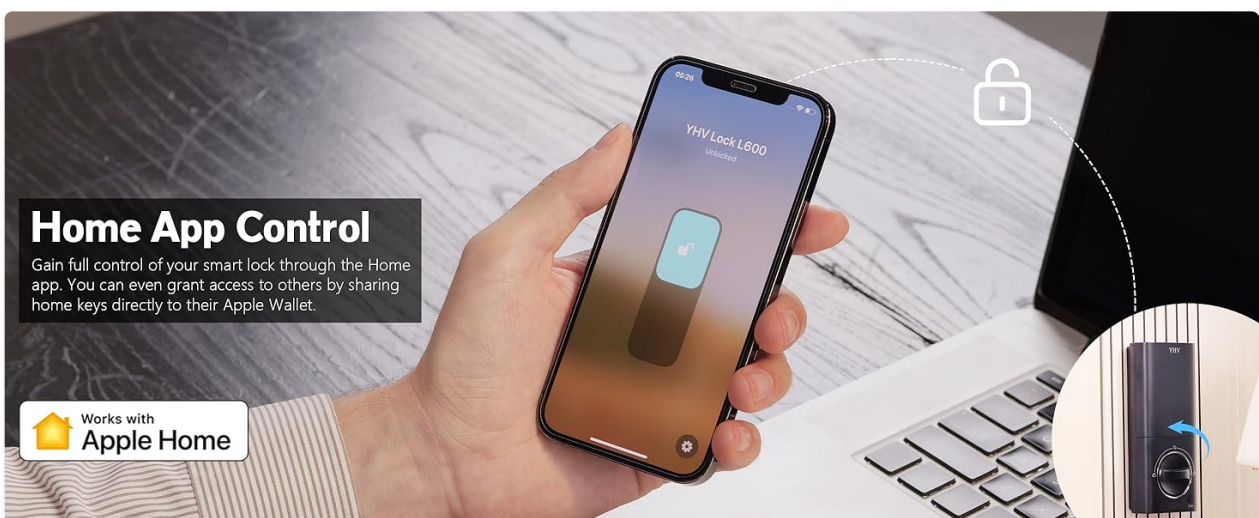 06:26
YHV Lock L600
Unlocked
Home App Control
Gain full control of your smart lock through the Home
app. You can even grant access to others by sharing
home keys directly to their Apple Wallet.
Works with
Apple Home
YHV